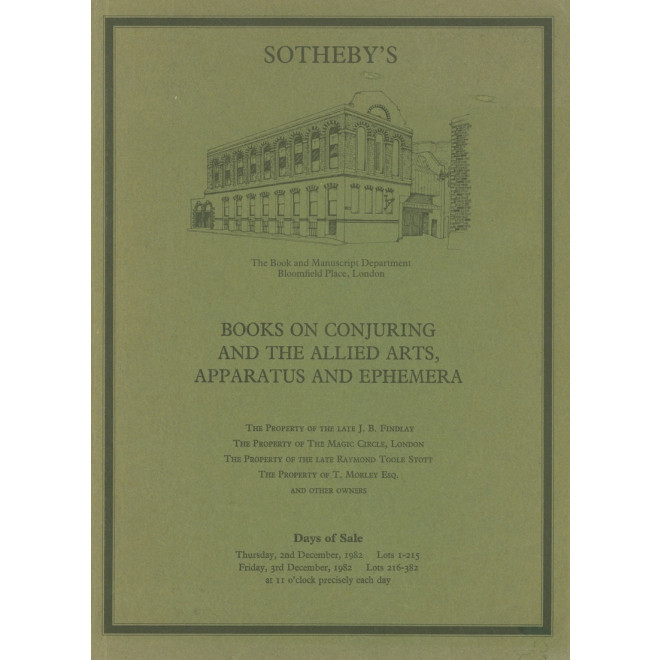 SOTHEBY'S
The Book and Manuscript Department
Bloomfield Place, London
BOOKS ON CONJURING
AND THE ALLIED ARTS,
APPARATUS AND EPHEMERA
The Property of the late J. B. Findlay
The Property of The Magic Circle, London
The Property of the late Raymond Toole Stott
The Property of T. Morley Esq.
and other owners
Days of Sale
Thursday, 2nd December, 1982 Lots 1-215
Friday, 3rd December, 1982 Lots 216-382
at 11 o'clock precisely each day